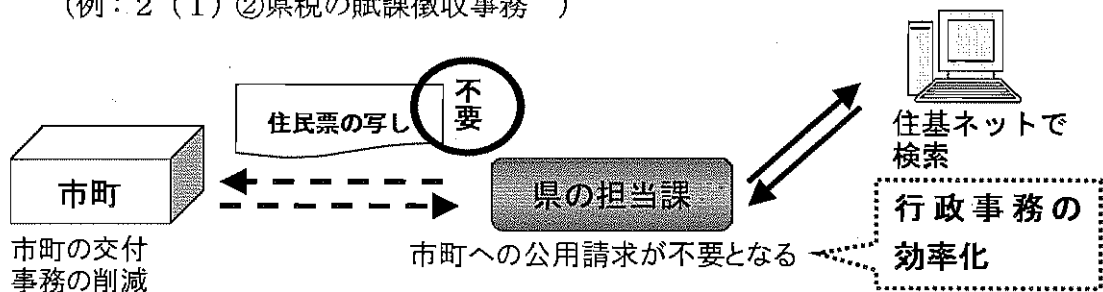 (例：2（1）②県税の賦課徴収事務　）
不要
住民票の写し
市町
県の担当課
住基ネットで
検索
市町の交付
事務の削減
市町への公用請求が不要となる
行政事務の
効率化